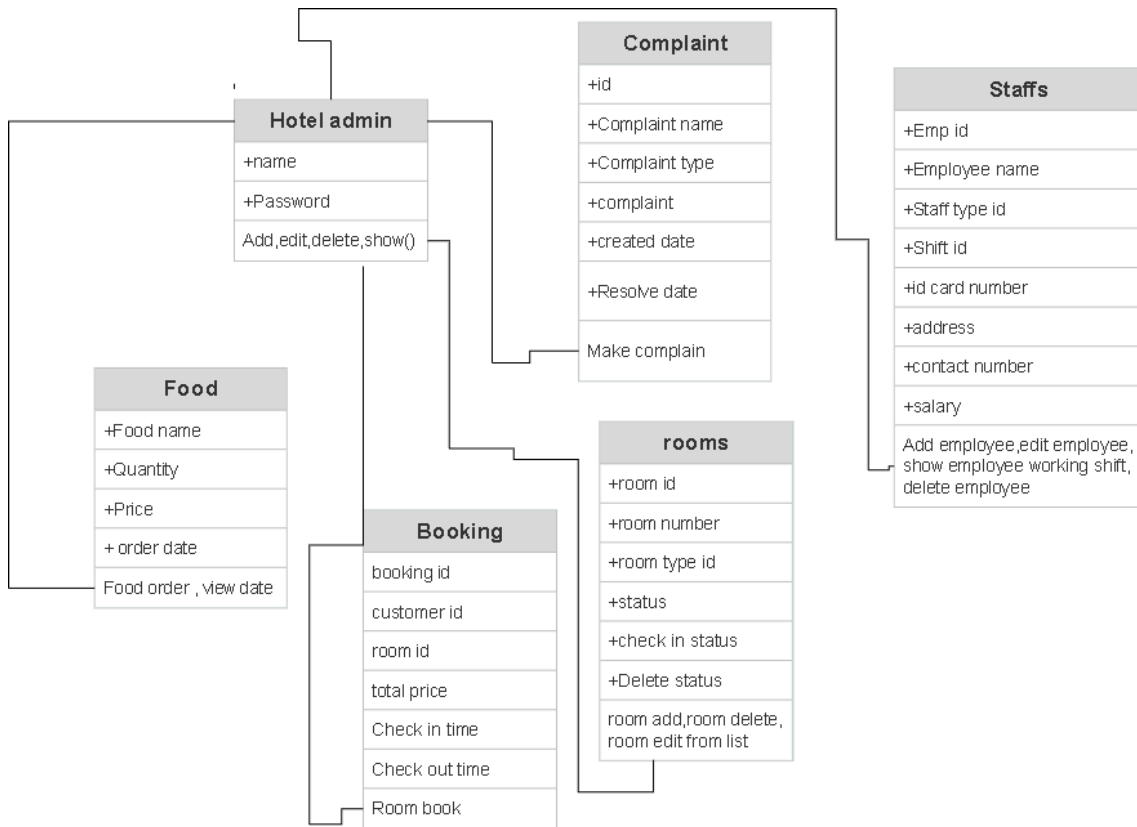 Hotel admin
+name
+Password
Add,edit,delete,show()
Complaint
+id
+Complaint name
+Complaint type
+complaint
+created date
+Resolve date
Make complain
Staffs
+Emp id
+Employee name
+Staff type id
+Shift id
+id card number
+address
+contact number
+salary
Add employee,edit employee,
show employee working shift,
delete employee
Food
+Food name
+Quantity
+Price
+ order date
Food order , view date
Booking
booking id
customer id
room id
total price
Check in time
Check out time
Room book
rooms
+room id
+room number
+room type id
+status
+check in status
+Delete status
room add,room delete,
room edit from list